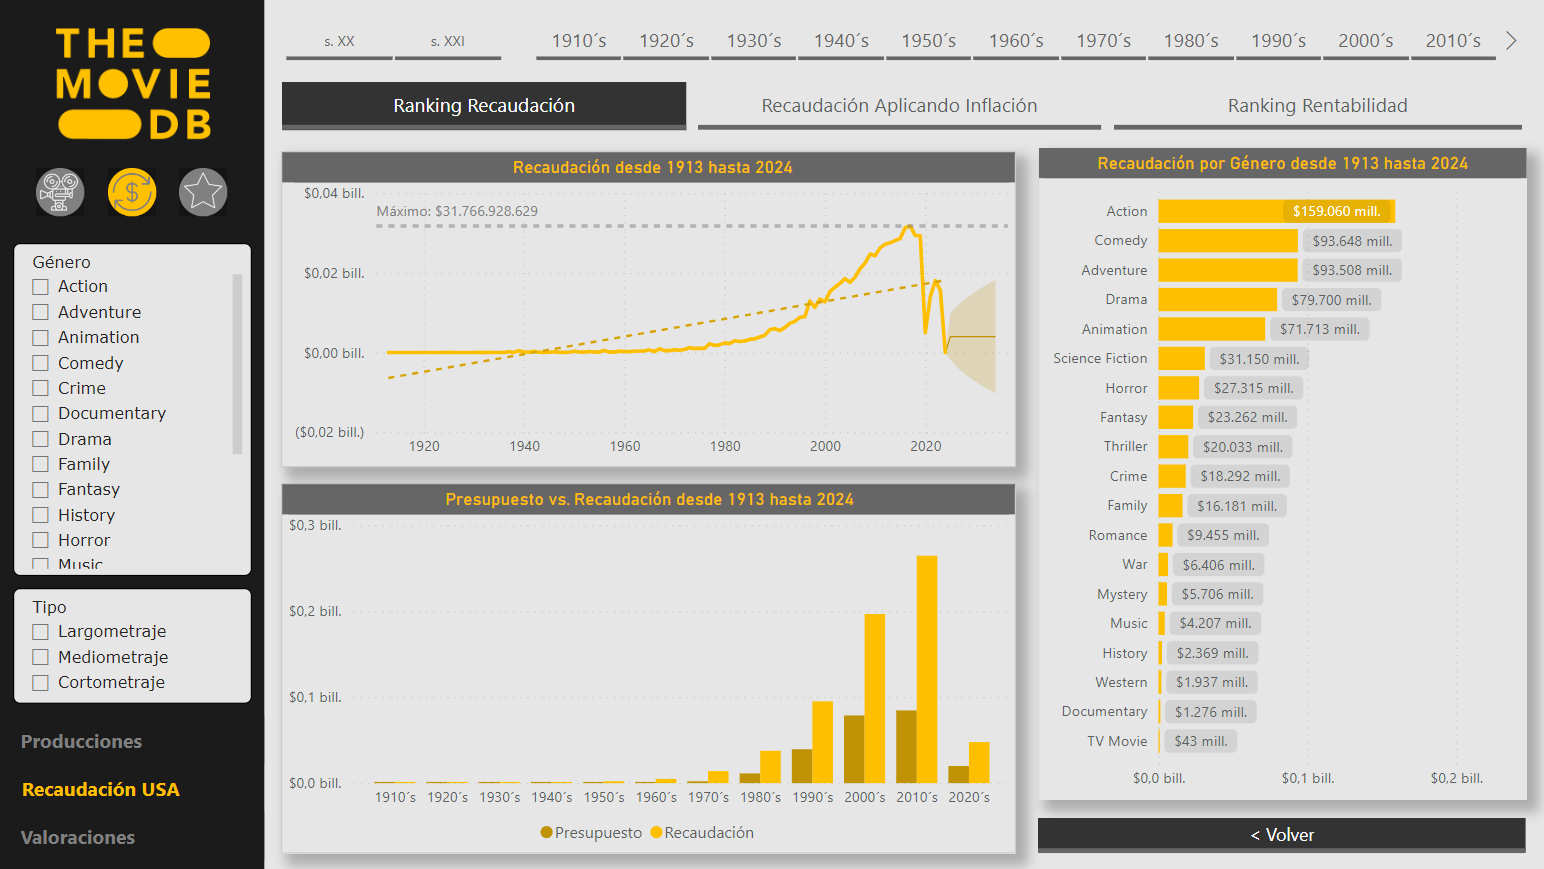 THE
MOVIE
DB
Género
Action
Adventure
Animation
Comedy
Crime
Documentary
Drama
Family
Fantasy
History
Horror
Music
Tipo
Largometraje
Mediometraje
Cortometraje
Producciones
Recaudación USA
Valoraciones
s. XX s. XXI 1910´s 1920´s 1930´s 1940´s 1950´s 1960´s 1970´s 1980´s 1990´s 2000´s 2010´s
Ranking Recaudación Recaudación Aplicando Inflación Ranking Rentabilidad
Recaudación desde 1913 hasta 2024
$0,04 bill.
Máximo: $31.766.928.629
$0,02 bill.
$0,00 bill.
($0,02 bill.)
1920 1940 1960 1980 2000 2020
Presupuesto vs. Recaudación desde 1913 hasta 2024
$0,3 bill.
$0,2 bill.
$0,1 bill.
$0,0 bill.
1910´s 1920´s 1930´s 1940´s 1950´s 1960´s 1970´s 1980´s 1990´s 2000´s 2010´s 2020´s
Presupuesto Recaudación
Recaudación por Género desde 1913 hasta 2024
Action $159.060 mill.
Comedy $93.648 mill.
Adventure $93.508 mill.
Drama $79.700 mill.
Animation $71.713 mill.
Science Fiction $31.150 mill.
Horror $27.315 mill.
Fantasy $23.262 mill.
Thriller $20.033 mill.
Crime $18.292 mill.
Family $16.181 mill.
Romance $9.455 mill.
War $6.406 mill.
Mystery $5.706 mill.
Music $4.207 mill.
History $2.369 mill.
Western $1.937 mill.
Documentary $1.276 mill.
TV Movie $43 mill.
$0,0 bill. $0,1 bill. $0,2 bill.
< Volver